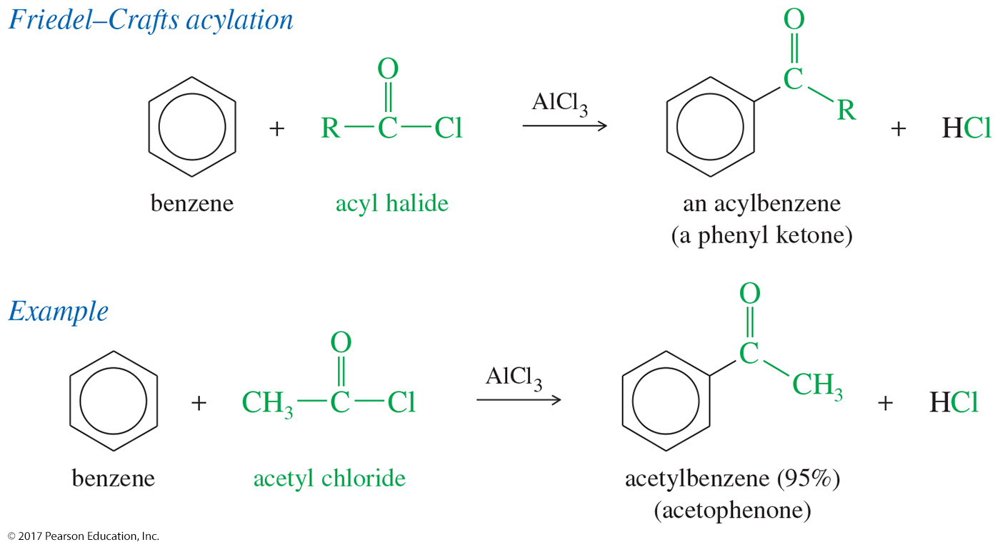 Friedel–Crafts acylation
O
R—C—Cl
+
AlCl₃
O
C
R
+ HCl
benzene
acyl halide
an acylbenzene
(a phenyl ketone)
Example
O
CH₃—C—Cl
+
AlCl₃
O
C
CH₃
+ HCl
benzene
acetyl chloride
acetylbenzene (95%)
(acetophenone)
© 2017 Pearson Education, Inc.